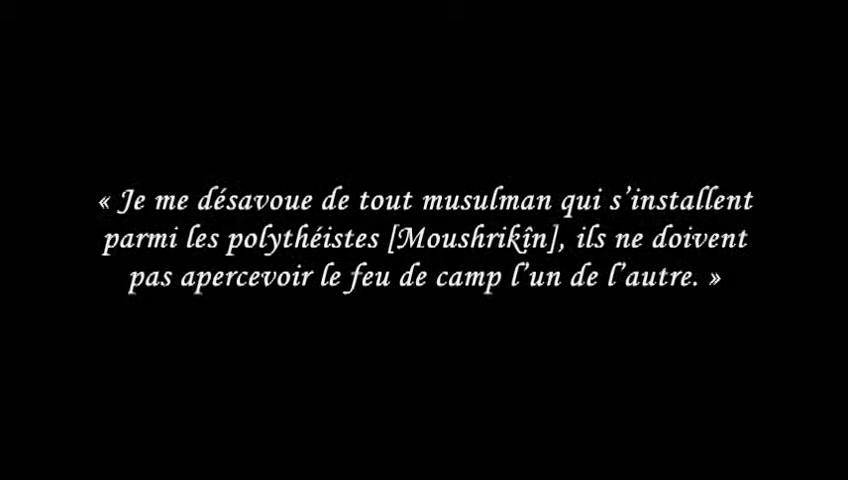 « Je me désavoue de tout musulman qui s’installent
parmi les polythéistes [Moushrikîn], ils ne doivent
pas apercevoir le feu de camp l’un de l’autre. »